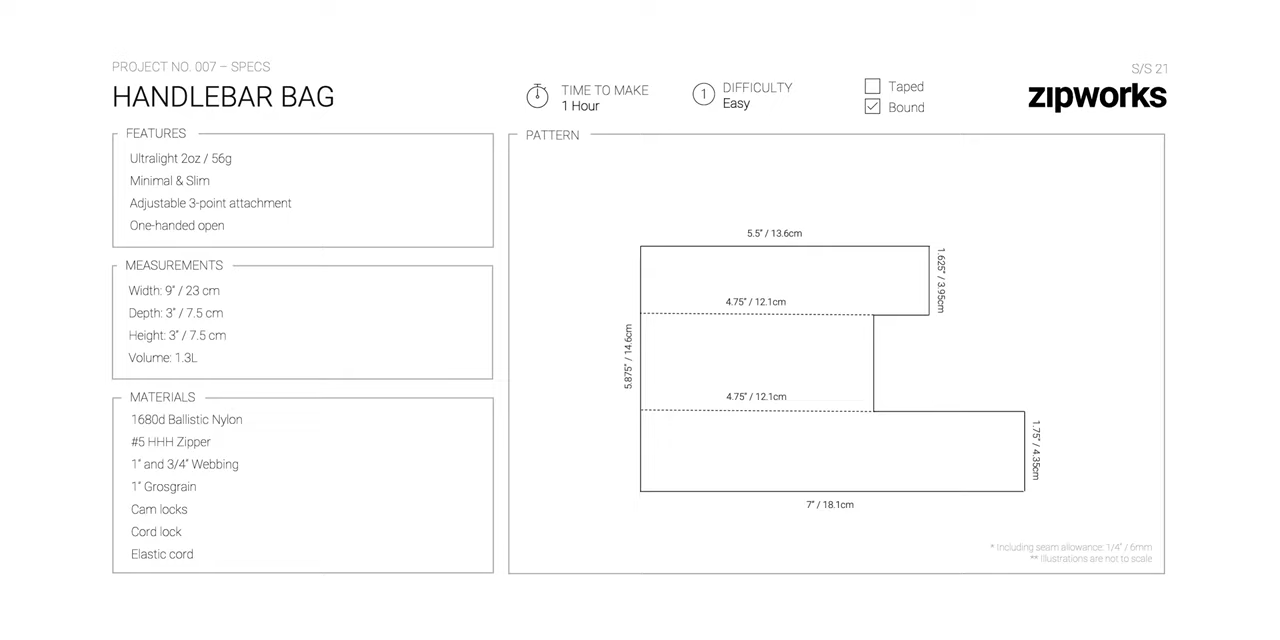 PROJECT NO. 007 – SPECS
HANDLEBAR BAG
TIME TO MAKE
1 Hour
1
DIFFICULTY
Easy
Taped
Bound
S/S 21
zipworks
FEATURES
Ultralight 2oz / 56g
Minimal & Slim
Adjustable 3-point attachment
One-handed open
MEASUREMENTS
Width: 9" / 23 cm
Depth: 3" / 7.5 cm
Height: 3" / 7.5 cm
Volume: 1.3L
MATERIALS
1680d Ballistic Nylon
#5 HHH Zipper
1" and 3/4" Webbing
1" Grosgrain
Cam locks
Cord lock
Elastic cord
PATTERN
5.5" / 13.6cm
1.625" / 3.95cm
4.75" / 12.1cm
5.875" / 14.6cm
4.75" / 12.1cm
1.75" / 4.35cm
7" / 18.1cm
* Including seam allowance: 1/4" / 6mm
** Illustrations are not to scale